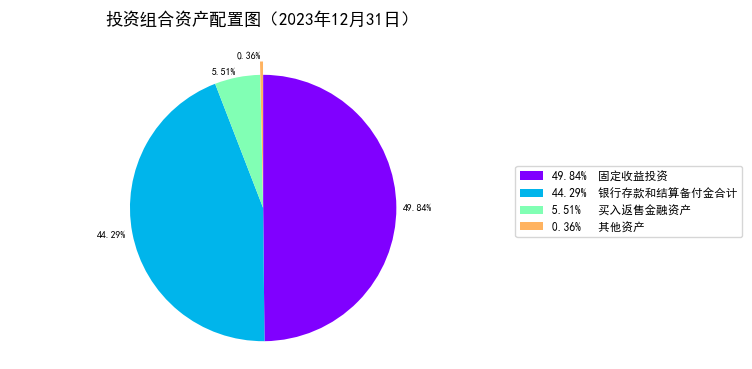 投资组合资产配置图（2023年12月31日）
0.36%
5.51%
49.84%
44.29%
49.84% 固定收益投资
44.29% 银行存款和结算备付金合计
5.51% 买入返售金融资产
0.36% 其他资产